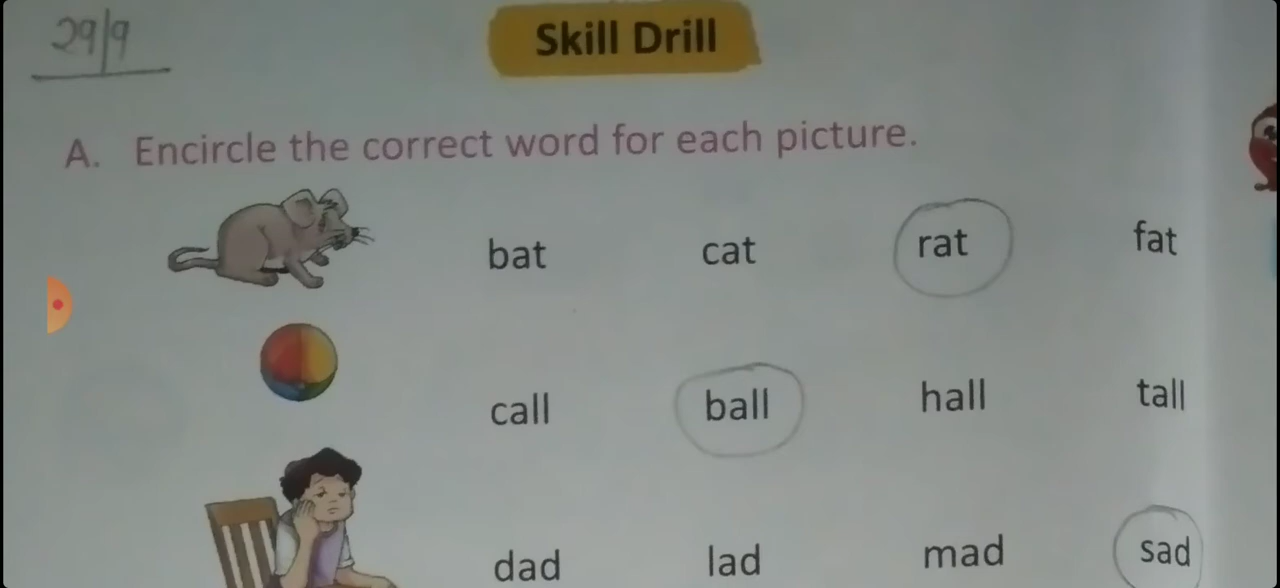 29/9
Skill Drill
A. Encircle the correct word for each picture.
bat cat rat fat
call ball hall tall
dad lad mad sad